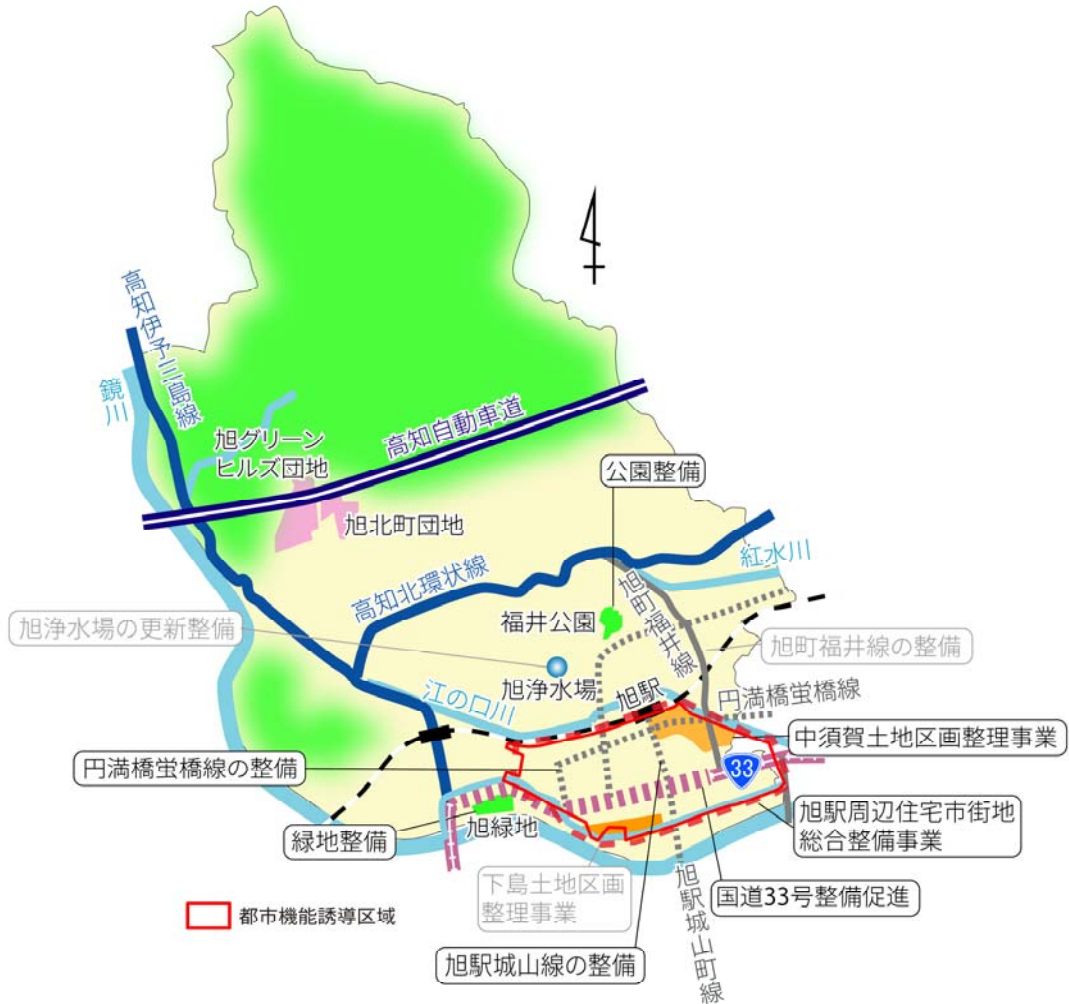 高知伊予三島線
鏡川
旭グリーン
ヒルズ団地
高知自動車道
公園整備
旭北町団地
紅水川
高知北環状線
旭町福井線
福井公園
旭浄水場の更新整備
旭町福井線の整備
旭浄水場
江の口川
旭駅
円満橋蛍橋線
中須賀土地区画整理事業
円満橋蛍橋線の整備
33
旭駅周辺住宅市街地
総合整備事業
旭緑地
緑地整備
下島土地区画
整理事業
国道33号整備促進
都市機能誘導区域
旭駅城山町線
旭駅城山線の整備